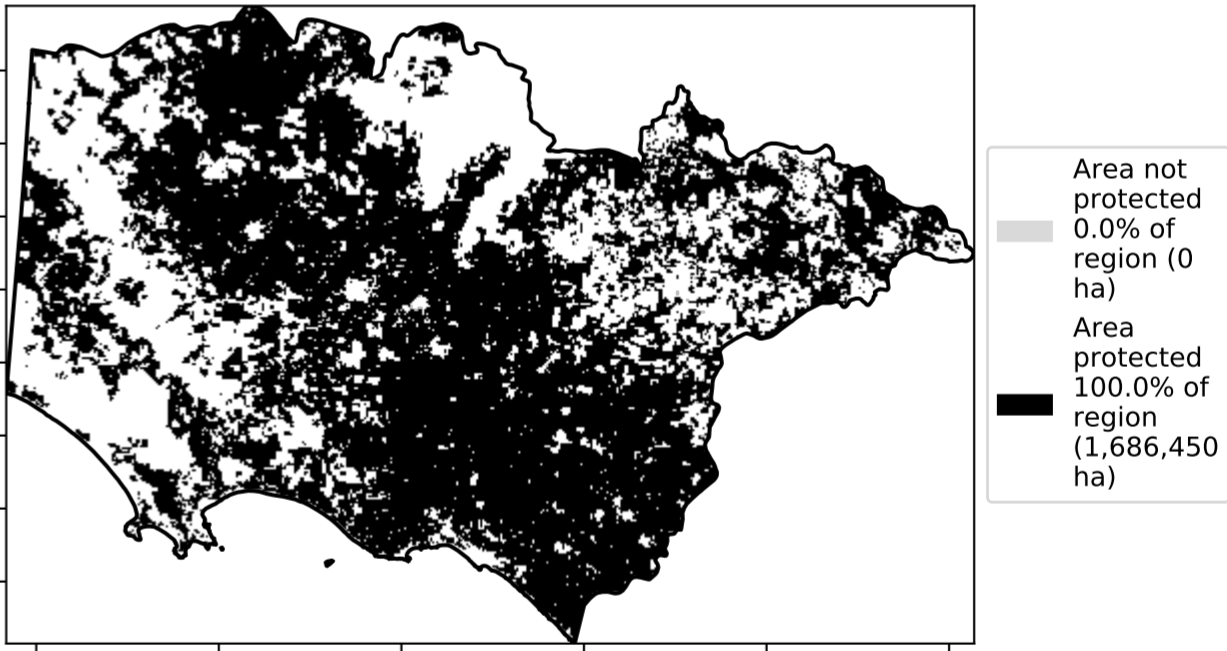 Area not
protected
0.0% of
region (0
ha)
Area
protected
100.0% of
region
(1,686,450
ha)